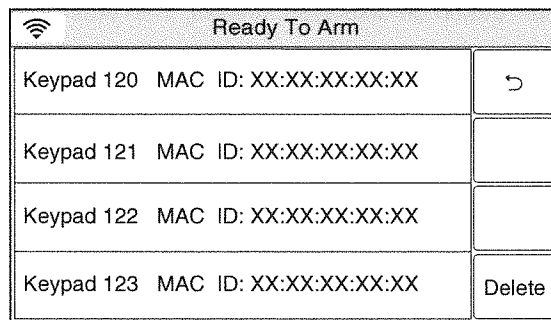 Ready To Arm
Keypad 120 MAC ID: XX:XX:XX:XX:XX
Keypad 121 MAC ID: XX:XX:XX:XX:XX
Keypad 122 MAC ID: XX:XX:XX:XX:XX
Keypad 123 MAC ID: XX:XX:XX:XX:XX
Delete